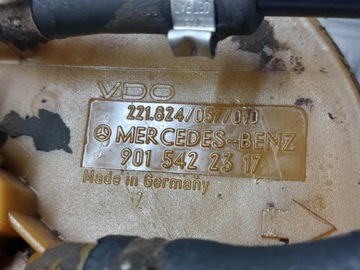 VDO
221.824/057/010
MERCEDES-BENZ
901 542 23 17
Made in Germany